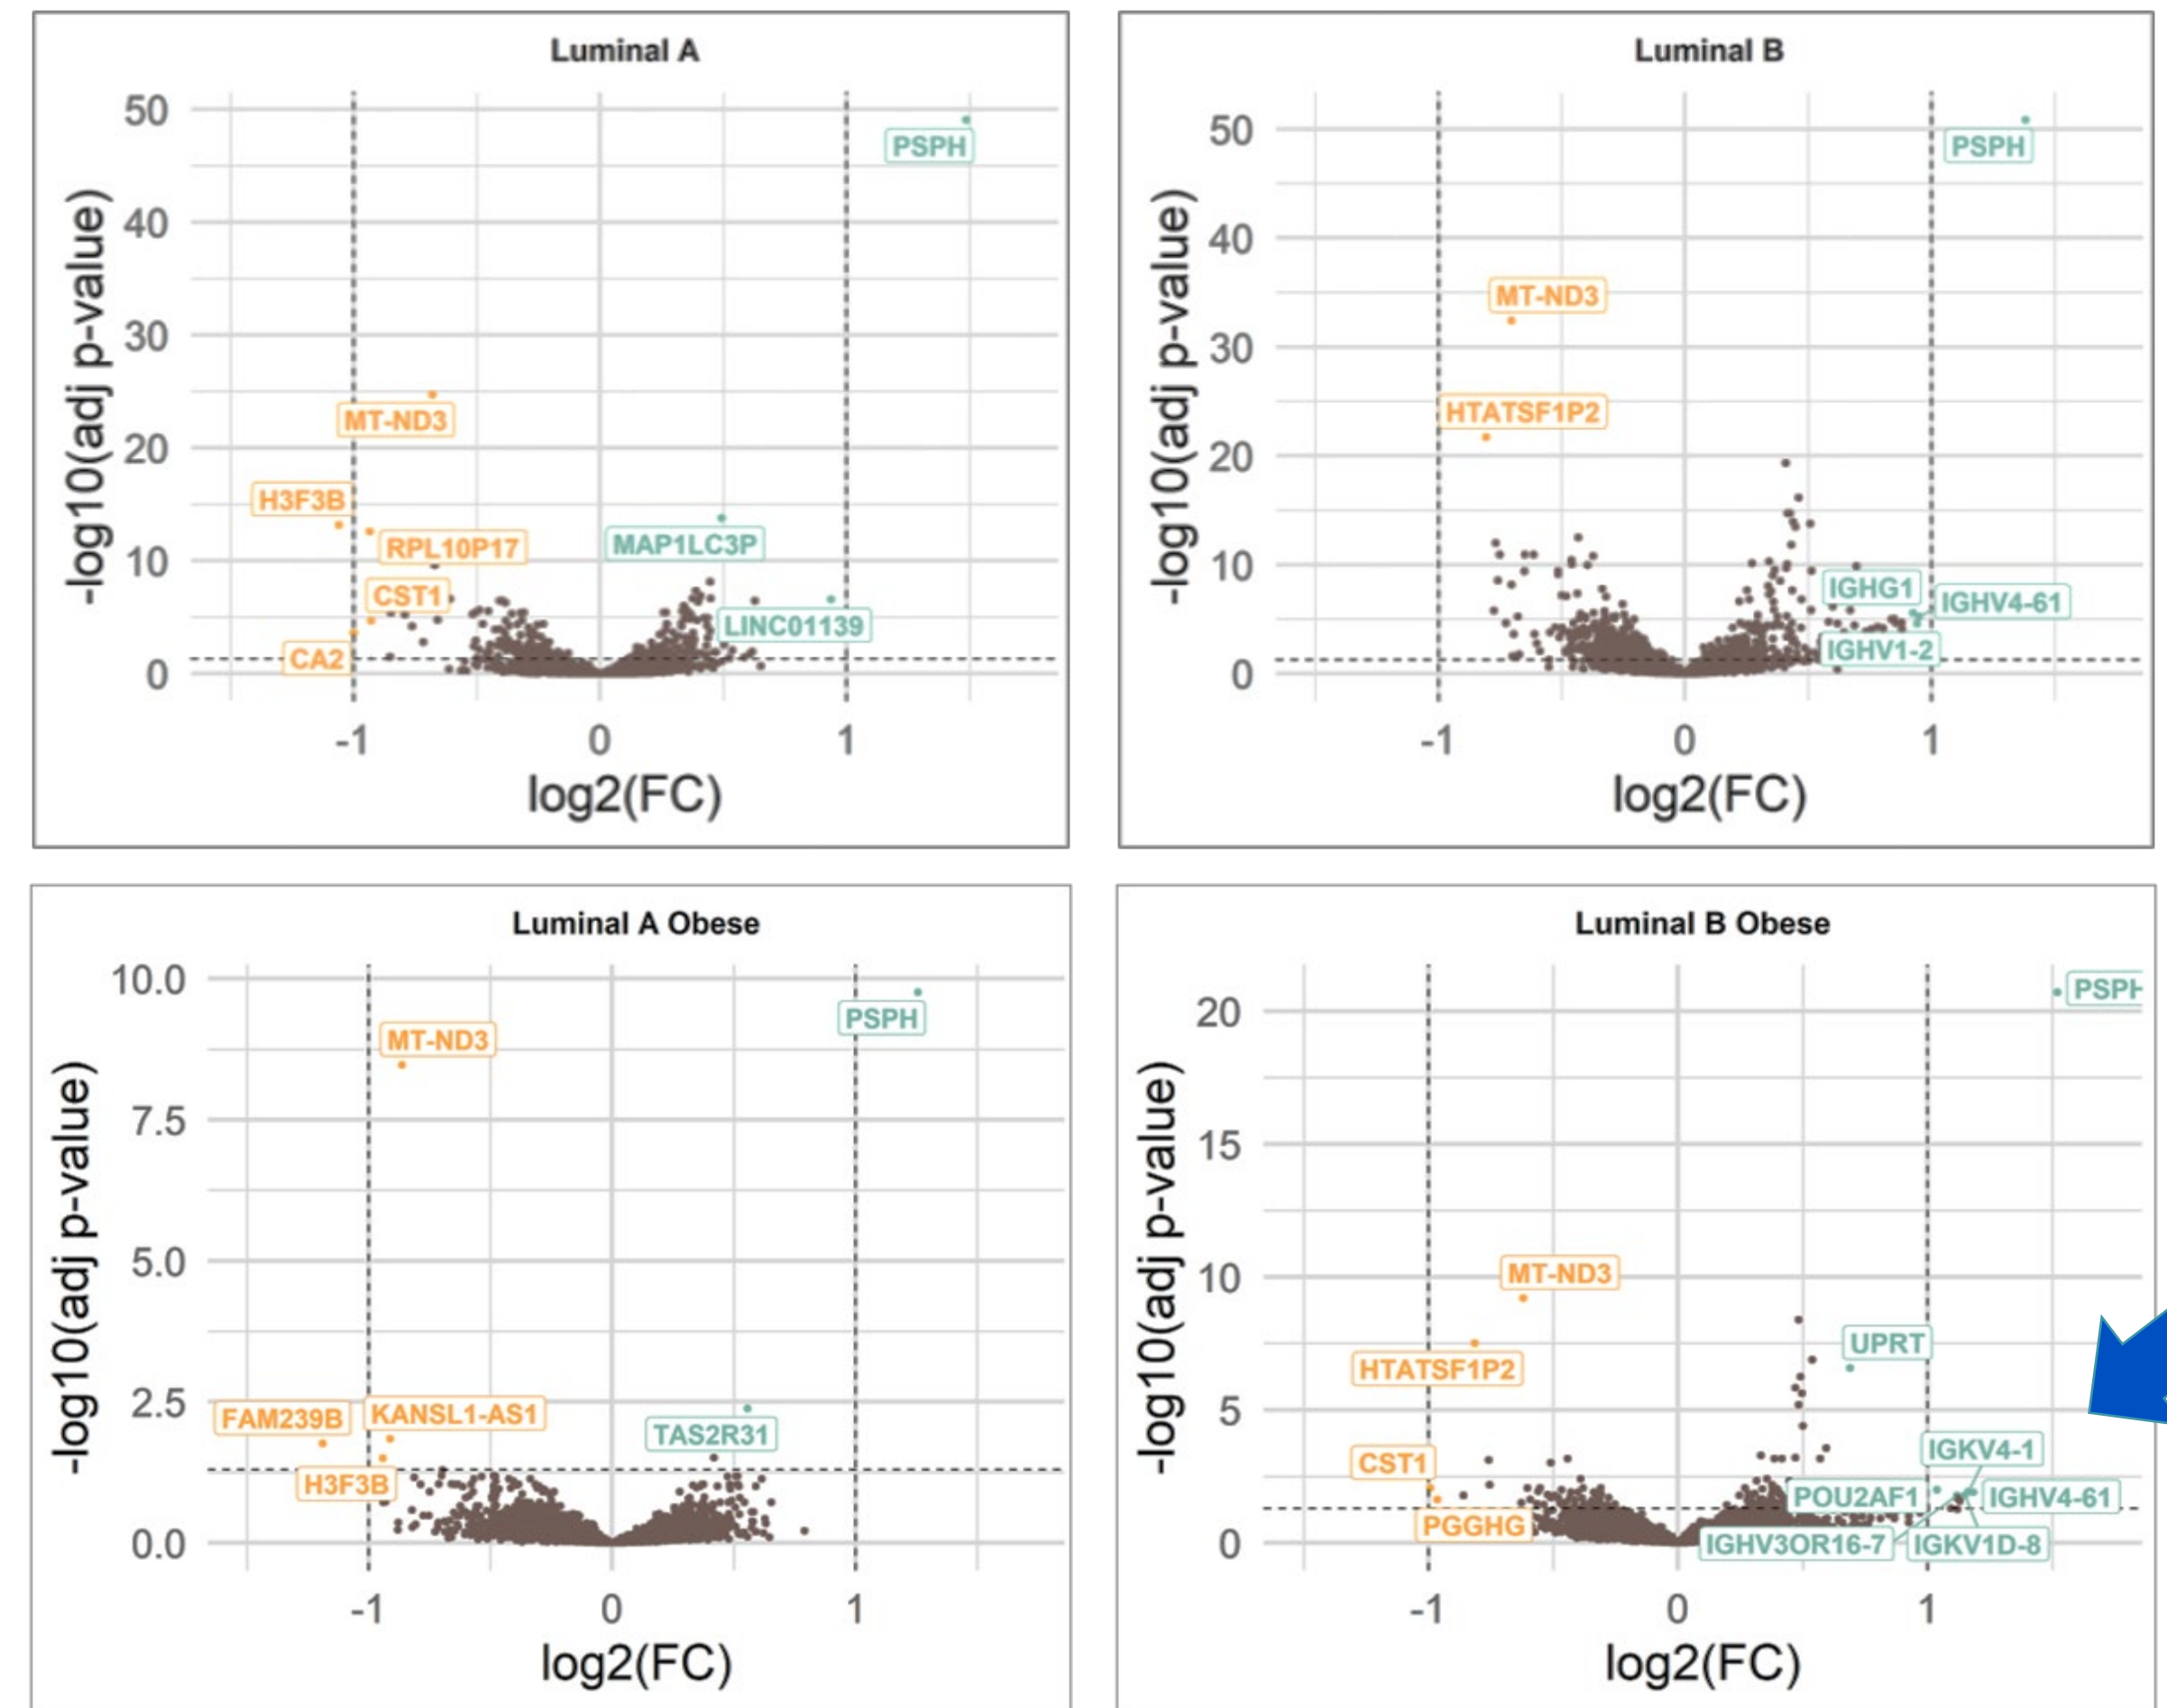 Luminal A
-log10(adj p-value)
50
40
30
20
10
0
PSPH
MT-ND3
H3F3B
RPL10P17
MAP1LC3P
CST1
LINC01139
CA2
-1 0 1
log2(FC)
Luminal B
-log10(adj p-value)
50
40
30
20
10
0
PSPH
MT-ND3
HTATSF1P2
IGHG1
IGHV4-61
IGHV1-2
-1 0 1
log2(FC)
Luminal A Obese
-log10(adj p-value)
10.0
7.5
5.0
2.5
0.0
PSPH
MT-ND3
FAM239B
KANSL1-AS1
TAS2R31
H3F3B
-1 0 1
log2(FC)
Luminal B Obese
-log10(adj p-value)
20
15
10
5
0
PSPH
MT-ND3
UPRT
HTATSF1P2
IGKV4-1
CST1
POU2AF1
IGHV4-61
PGGHG
IGHV3OR16-7
IGKV1D-8
-1 0 1
log2(FC)